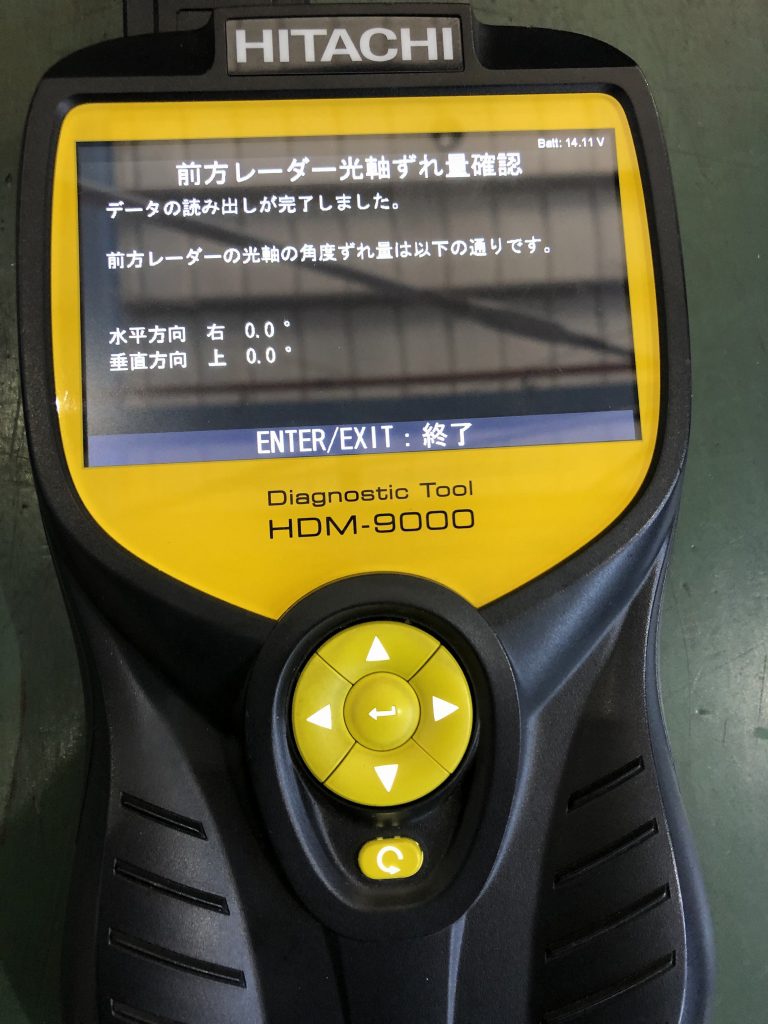 HITACHI
Batt: 14.11 V
前方レーダー光軸ずれ量確認
データの読み出しが完了しました。
前方レーダーの光軸の角度ずれ量は以下の通りです。
水平方向 右 0.0 °
垂直方向 上 0.0 °
ENTER/EXIT : 終了
Diagnostic Tool
HDM-9000